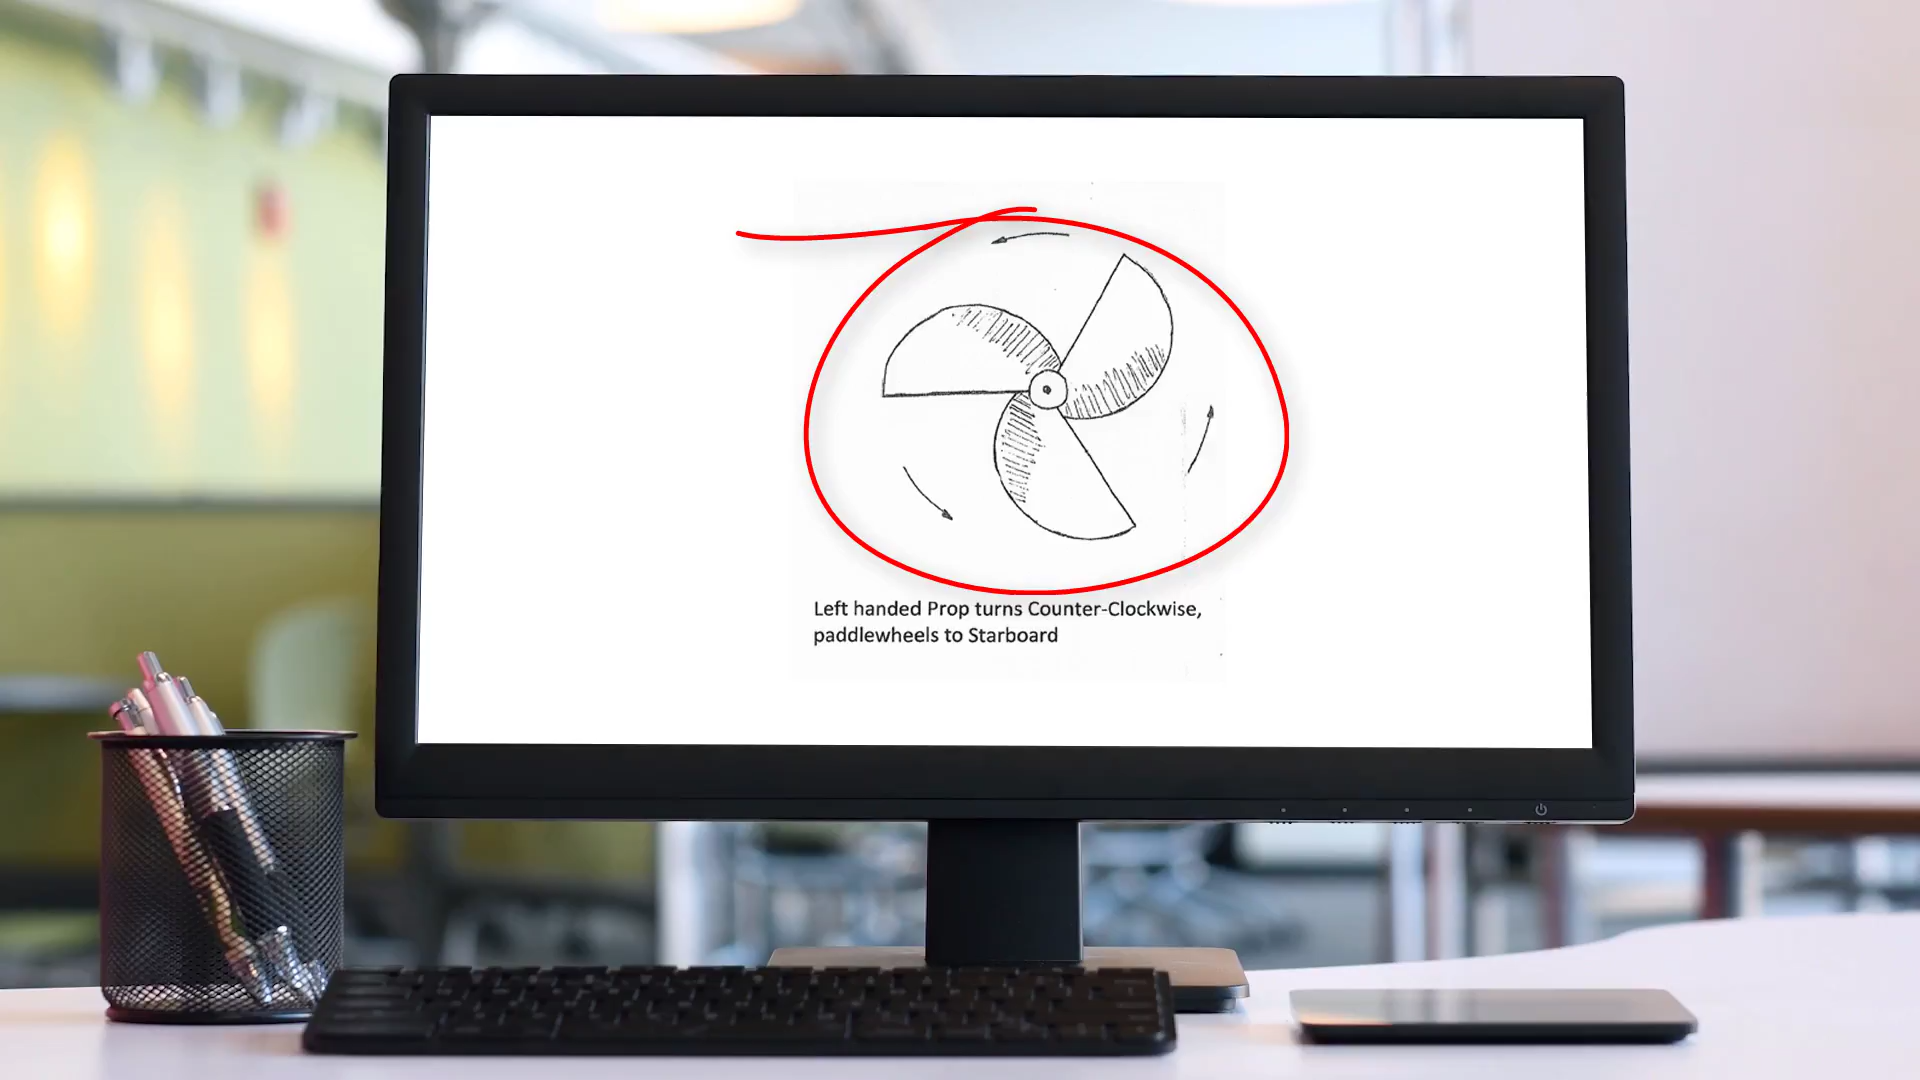 Left handed Prop turns Counter-Clockwise,
paddlewheels to Starboard